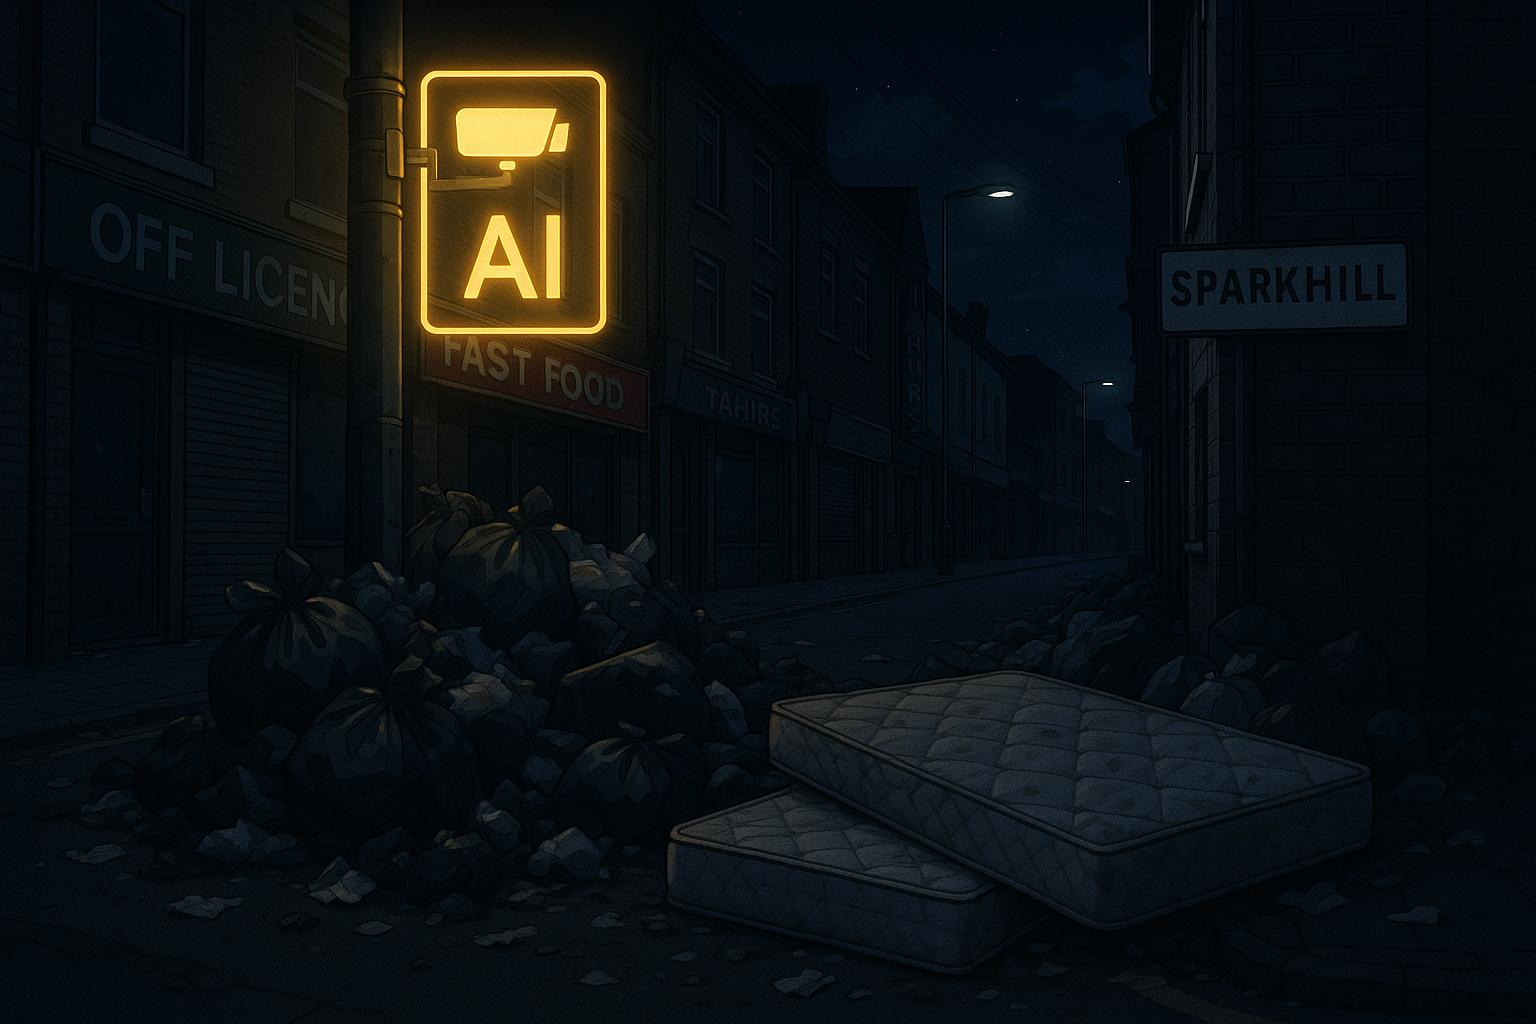 AI
OFF LICENC
FAST FOOD
TAHIRS
SPARKHILL